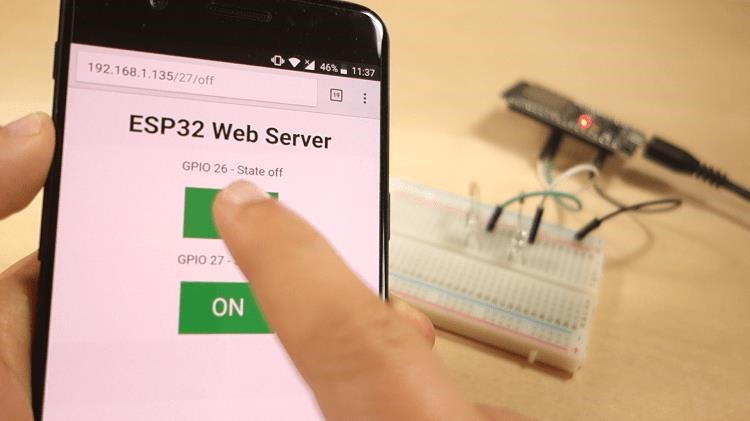 46% 11:37
192.168.1.135/27/off
19
ESP32 Web Server
GPIO 26 - State off
GPIO 27 -
ON